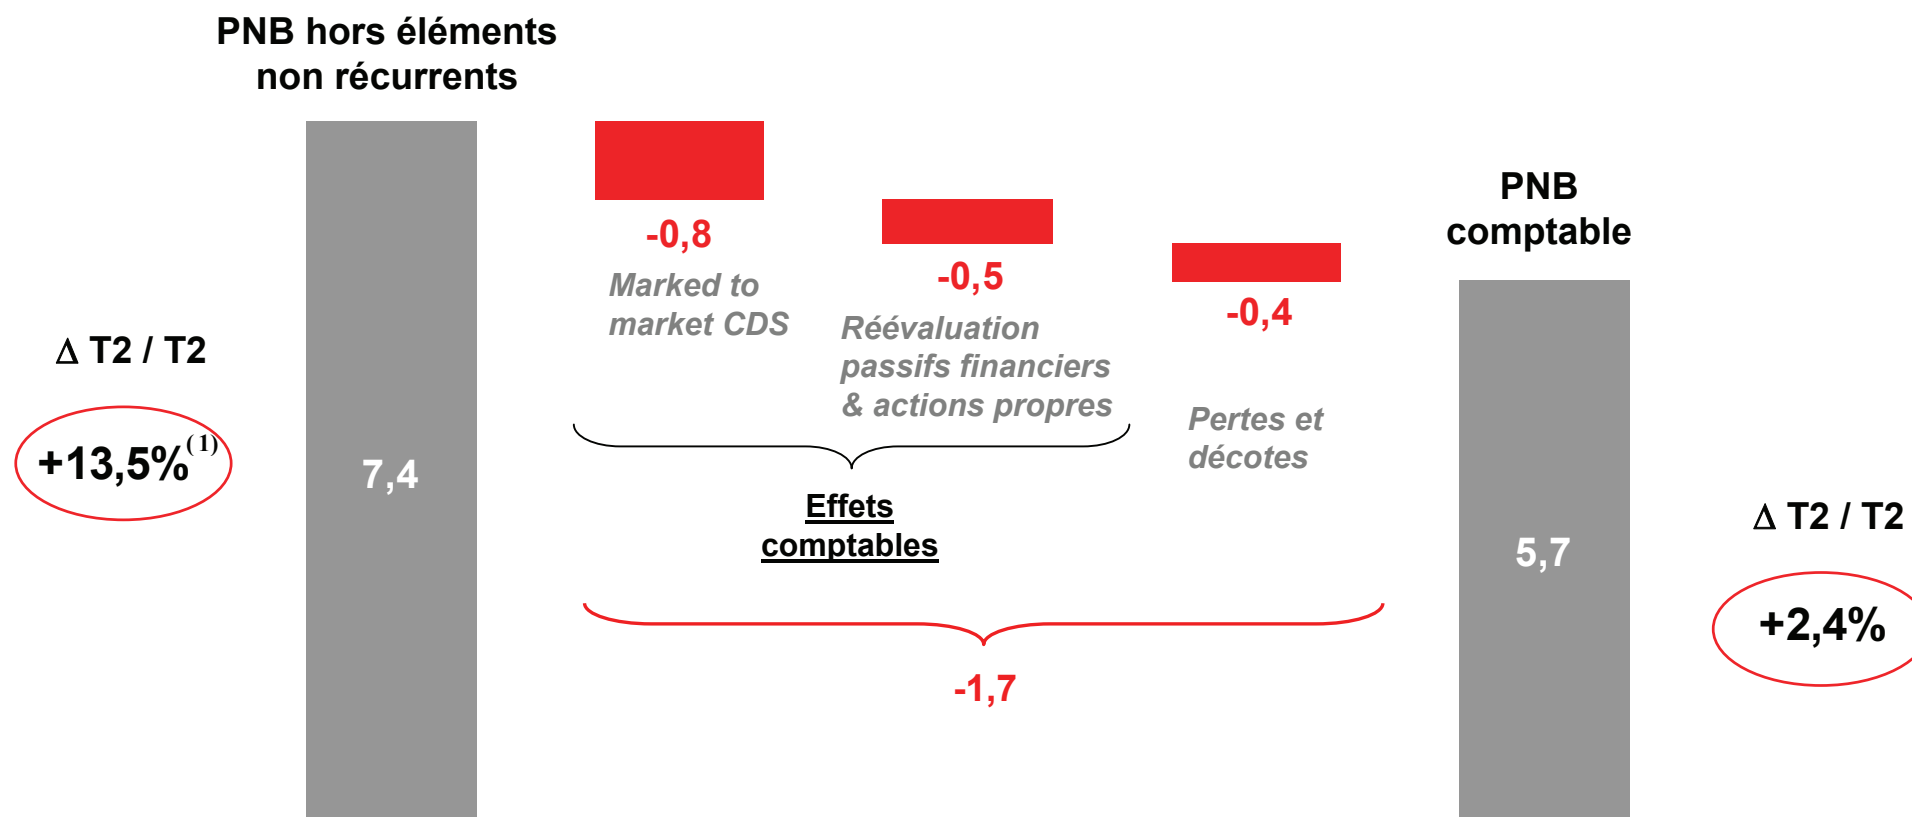 PNB hors éléments
non récurrents
Δ T2 / T2
+13,5%(1)
7,4
-0,8
Marked to
market CDS
-0,5
Réévaluation
passifs financiers
& actions propres
-0,4
Pertes et
décotes
Effets
comptables
-1,7
PNB
comptable
5,7
Δ T2 / T2
+2,4%